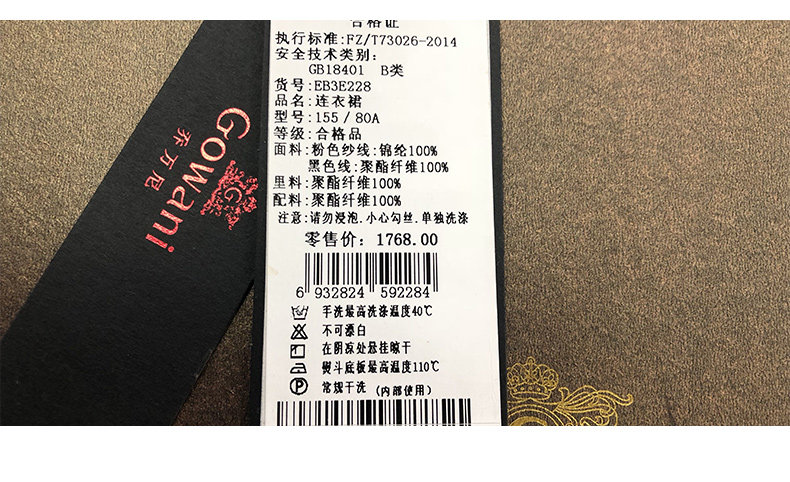 合格证
执行标准:FZ/T73026-2014
安全技术类别:
GB18401 B类
货号:EB3E228
品名:连衣裙
型号:155/80A
等级:合格品
面料:粉色纱线:锦纶100%
黑色线:聚酯纤维100%
里料:聚酯纤维100%
配料:聚酯纤维100%
注意:请勿浸泡.小心勾丝.单独洗涤
零售价: 1768.00
6 932824 592284
手洗最高洗涤温度40℃
不可漂白
在阴凉处悬挂晾干
熨斗底板最高温度110℃
P 常规干洗 (内部使用)
Gowani
乔万尼
G